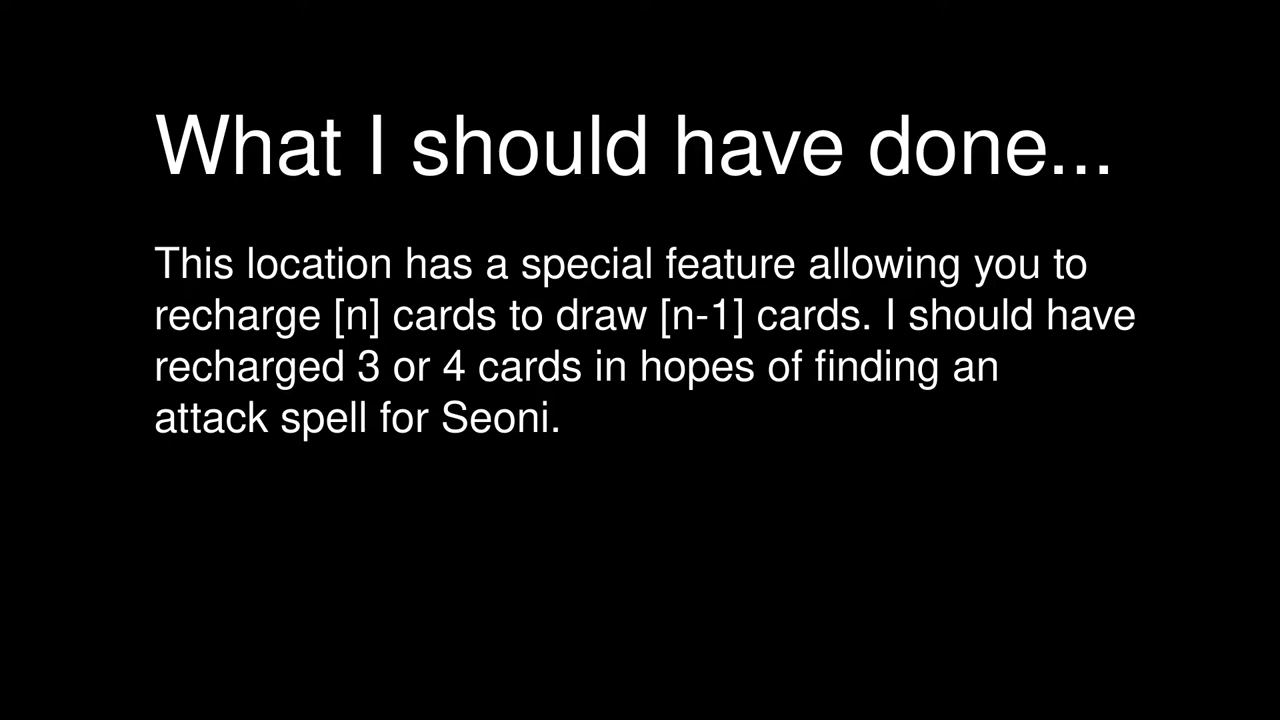 What I should have done...
This location has a special feature allowing you to
recharge [n] cards to draw [n-1] cards. I should have
recharged 3 or 4 cards in hopes of finding an
attack spell for Seoni.